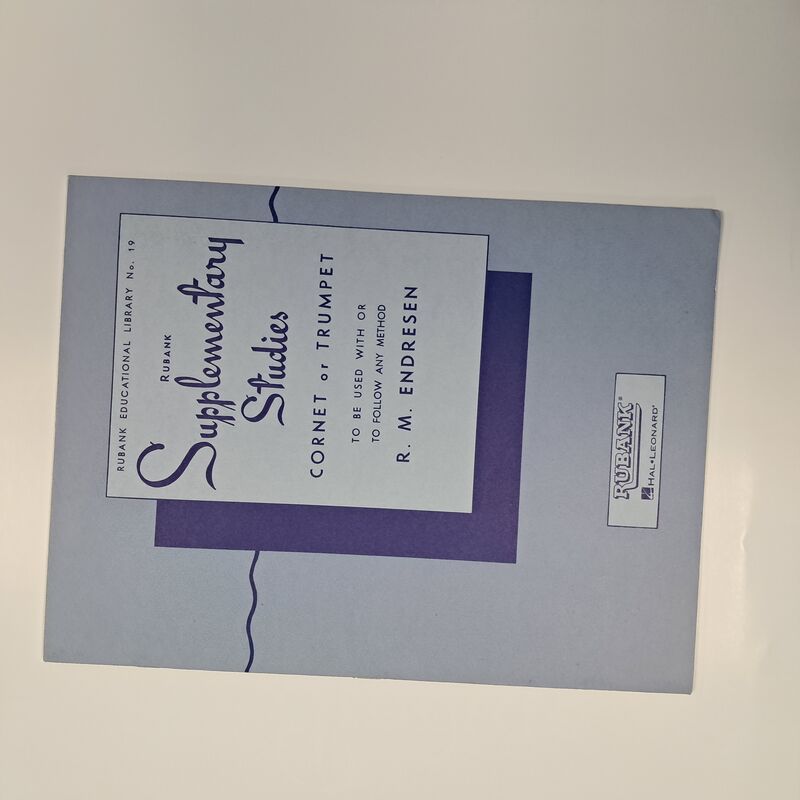 RUBANK EDUCATIONAL LIBRARY No. 19
RUBANK
Supplementary
Studies
CORNET or TRUMPET
TO BE USED WITH OR
TO FOLLOW ANY METHOD
R. M. ENDRESEN
RUBANK®
HAL•LEONARD®